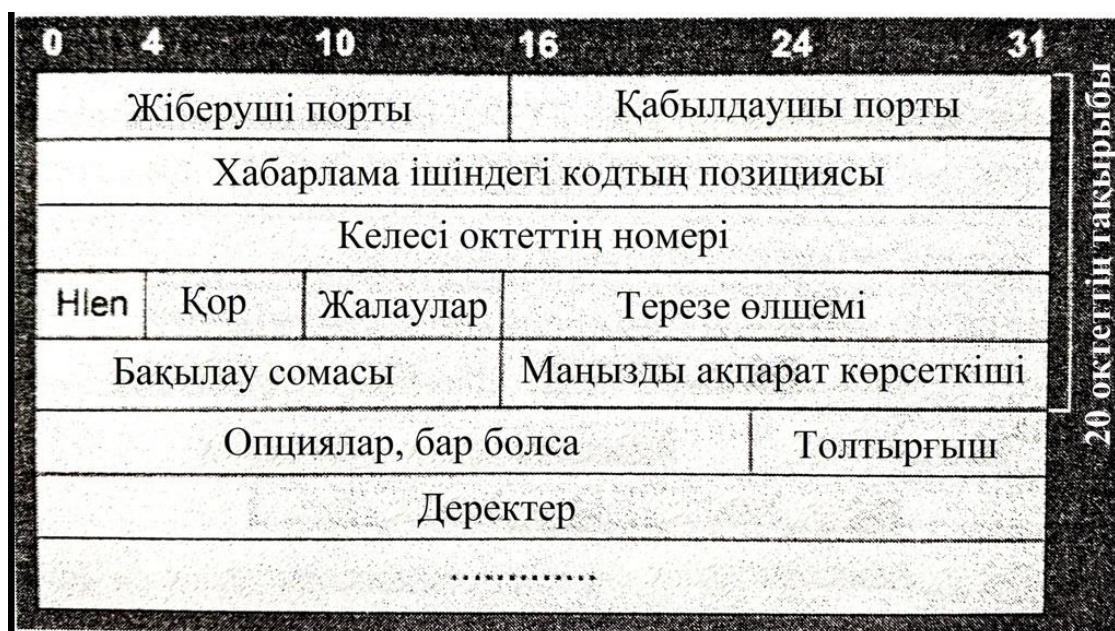 0 4 10 16 24 31
Жіберуші порты Қабылдаушы порты
Хабарлама ішіндегі кодтың позициясы
Келесі октеттің номері
Hlen Қор Жалаулар Терезе өлшемі
Бақылау сомасы Маңызды ақпарат көрсеткіші
Опциялар, бар болса Толтырғыш
Деректер
.............
20 октеттің тақырыбы